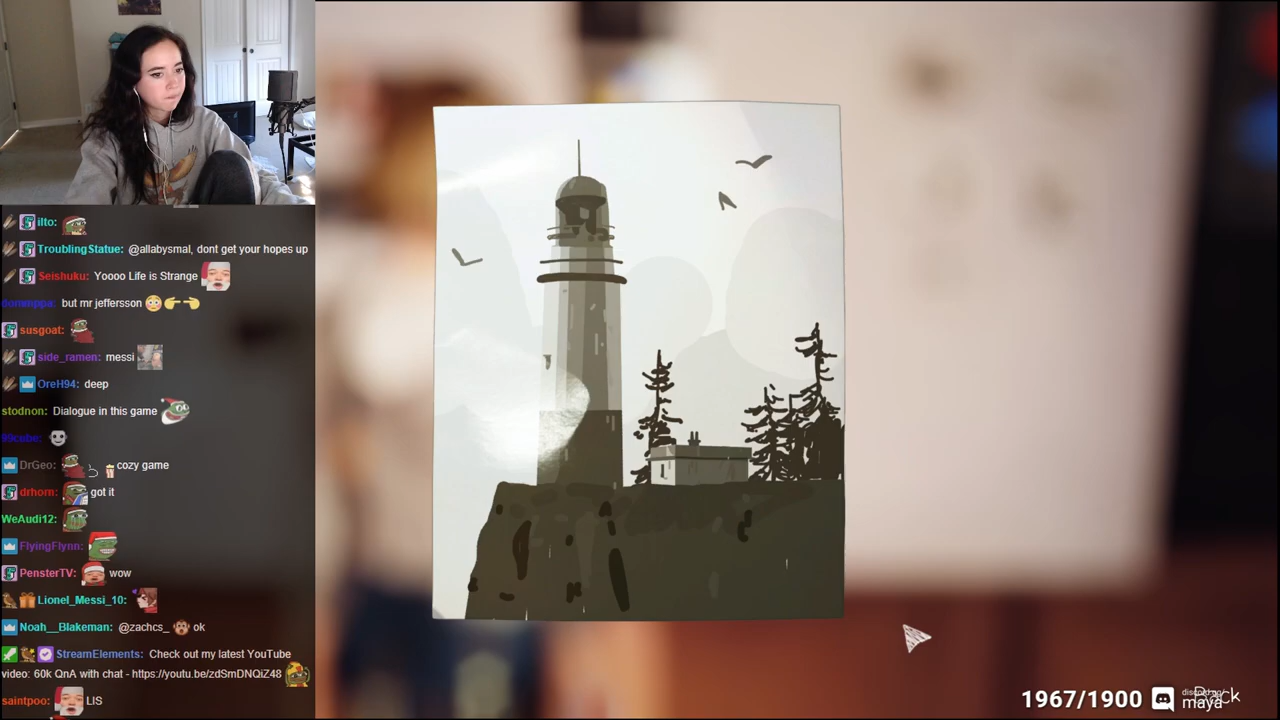 ilto:
TroublingStatue: @allabysmal, dont get your hopes up
Seishuku: Yoooo Life is Strange
dominppa: but mr jeffersson
susgoat:
side_ramen: messi
OreH94: deep
stodnon: Dialogue in this game
99cube:
DrGeo: cozy game
drhorn: got it
WeAudi12:
FlyingFlynn:
PensterTV: wow
Lionel_Messi_10:
Noah__Blakeman: @zachcs_ ok
StreamElements: Check out my latest YouTube
video: 60k QnA with chat - https://youtu.be/zdSmDNQiZ48
saintpoo: LIS
1967/1900
maya
Back